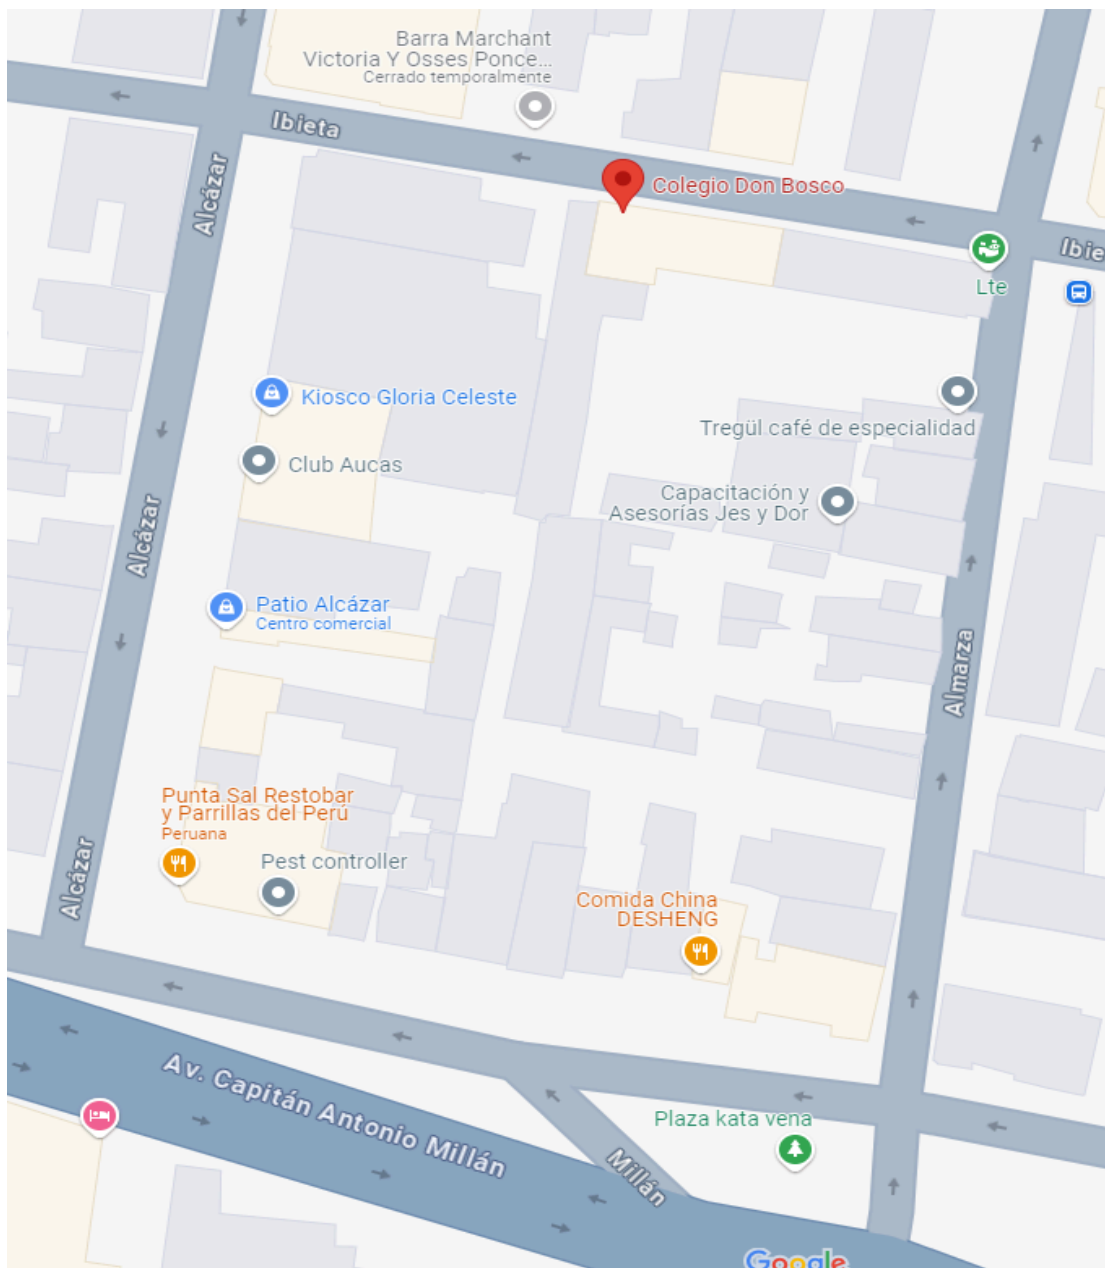 Barra Marchant
Victoria Y Osses Ponce...
Cerrado temporalmente
Ibieta
Alcázar
Colegio Don Bosco
Ibie
Lte
Kiosco Gloria Celeste
Tregül café de especialidad
Club Aucas
Capacitación y
Asesorías Jes y Dor
Alcázar
Patio Alcázar
Centro comercial
Almarza
Punta Sal Restobar
y Parrillas del Perú
Peruana
Alcázar
Pest controller
Comida China
DESHENG
Av. Capitán Antonio Millán
Plaza kata vena
Millán
Google